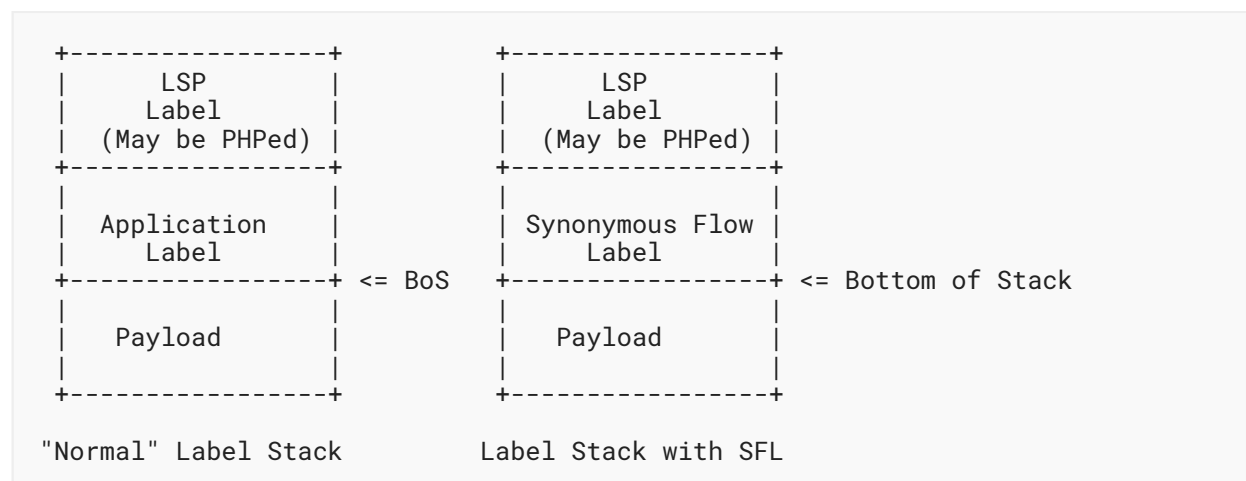 +-----------------+          +-----------------+
|      LSP        |          |      LSP        |
|     Label       |          |     Label       |
|  (May be PHPed) |          |  (May be PHPed) |
+-----------------+          +-----------------+
|                 |          |                 |
|  Application    |          | Synonymous Flow |
|     Label       |          |     Label       |
+-----------------+ <= BoS   +-----------------+ <= Bottom of Stack
|                 |          |                 |
|   Payload       |          |   Payload       |
|                 |          |                 |
+-----------------+          +-----------------+
"Normal" Label Stack         Label Stack with SFL